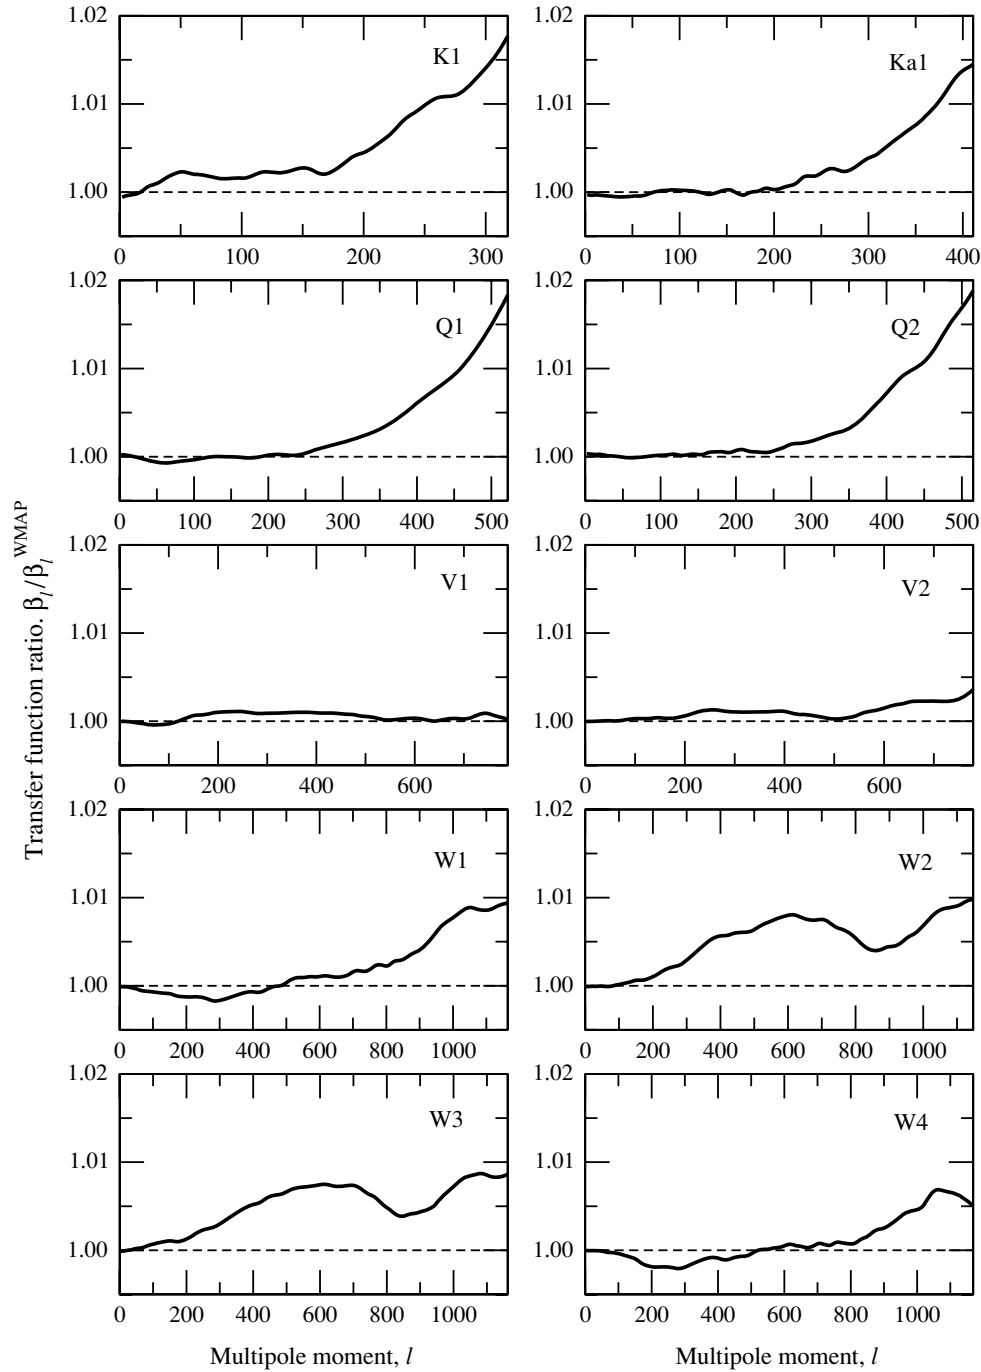 Transfer function ratio. βl/βlWMAP
1.02
1.01
1.00
K1
0 100 200 300
1.02
1.01
1.00
Ka1
0 100 200 300 400
1.02
1.01
1.00
Q1
0 100 200 300 400 500
1.02
1.01
1.00
Q2
0 100 200 300 400 500
1.02
1.01
1.00
V1
0 200 400 600
1.02
1.01
1.00
V2
0 200 400 600
1.02
1.01
1.00
W1
0 200 400 600 800 1000
1.02
1.01
1.00
W2
0 200 400 600 800 1000
1.02
1.01
1.00
W3
0 200 400 600 800 1000
Multipole moment, l
1.02
1.01
1.00
W4
0 200 400 600 800 1000
Multipole moment, l